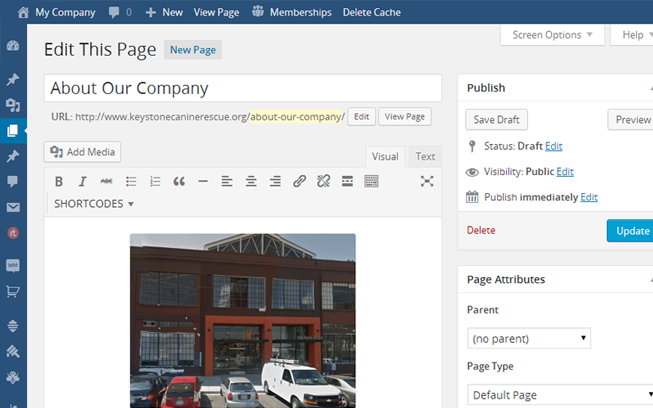 My Company 0 + New View Page Memberships Delete Cache
Screen Options ▼ Help ▼
Edit This Page New Page
About Our Company
URL: http://www.keystonecaninerescue.org/about-our-company/ Edit View Page
Add Media
Visual Text
B I ABC
SHORTCODES ▼
Publish
Save Draft Preview
Status: Draft Edit
Visibility: Public Edit
Publish immediately Edit
Delete Update
Page Attributes
Parent
(no parent) ▼
Page Type
Default Page